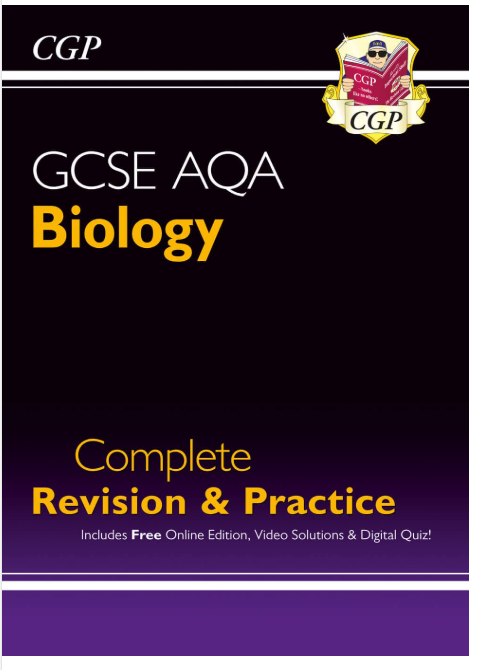 CGP
CGP
CGP
GCSE AQA
Biology
Complete
Revision & Practice
Includes Free Online Edition, Video Solutions & Digital Quiz!